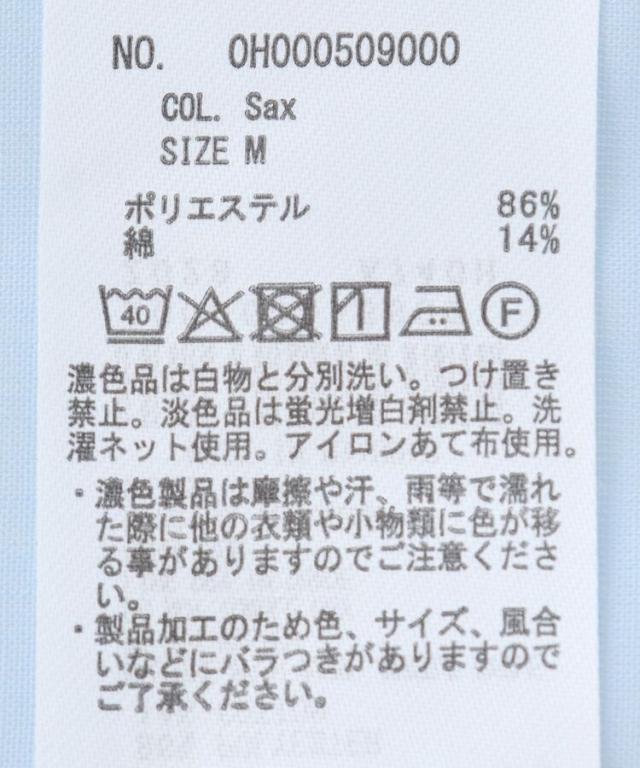 NO. OH000509000
COL. Sax
SIZE M
ポリエステル 86%
綿 14%
40 F
濃色品は白物と分別洗い。つけ置き
禁止。淡色品は蛍光増白剤禁止。洗
濯ネット使用。アイロンあて布使用。
・濃色製品は摩擦や汗、雨等で濡れ
た際に他の衣類や小物類に色が移
る事がありますのでご注意くださ
い。
・製品加工のため色、サイズ、風合
いなどにバラつきがありますので
ご了承ください。